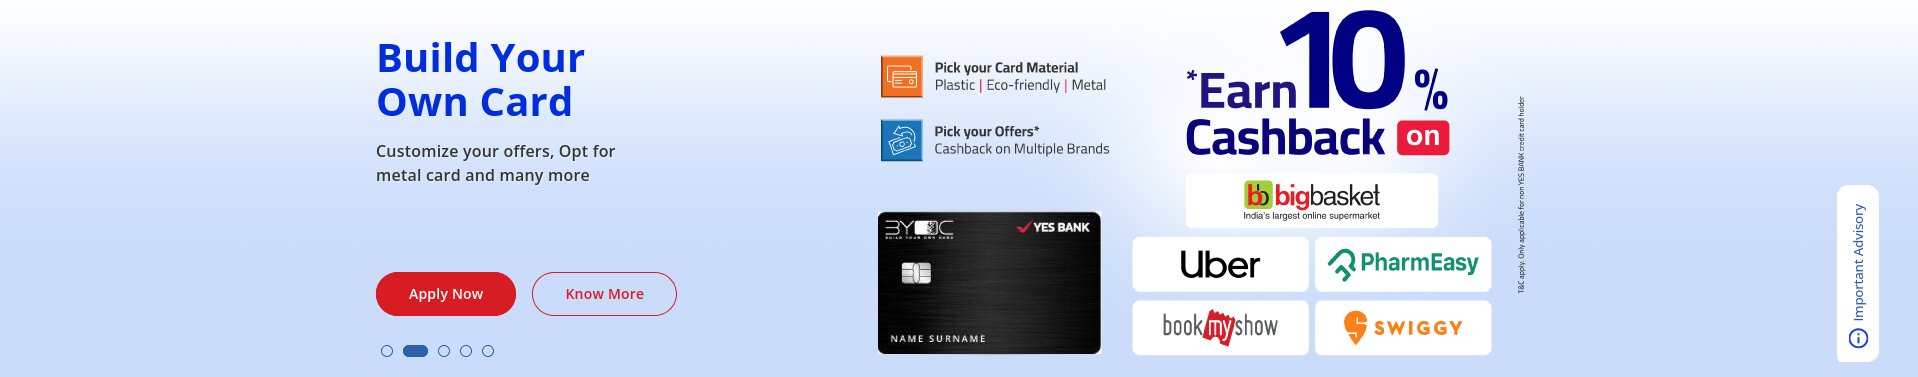 Build Your
Own Card
Customize your offers, Opt for
metal card and many more
Apply Now
Know More
Pick your Card Material
Plastic | Eco-friendly | Metal
Pick your Offers*
Cashback on Multiple Brands
BYOC
BUILD YOUR OWN CARD
YES BANK
NAME SURNAME
*Earn 10%
Cashback on
bb bigbasket
India's largest online supermarket
Uber
PharmEasy
bookmyshow
SWIGGY
T&C apply. Only applicable for non YES BANK credit card holder
Important Advisory